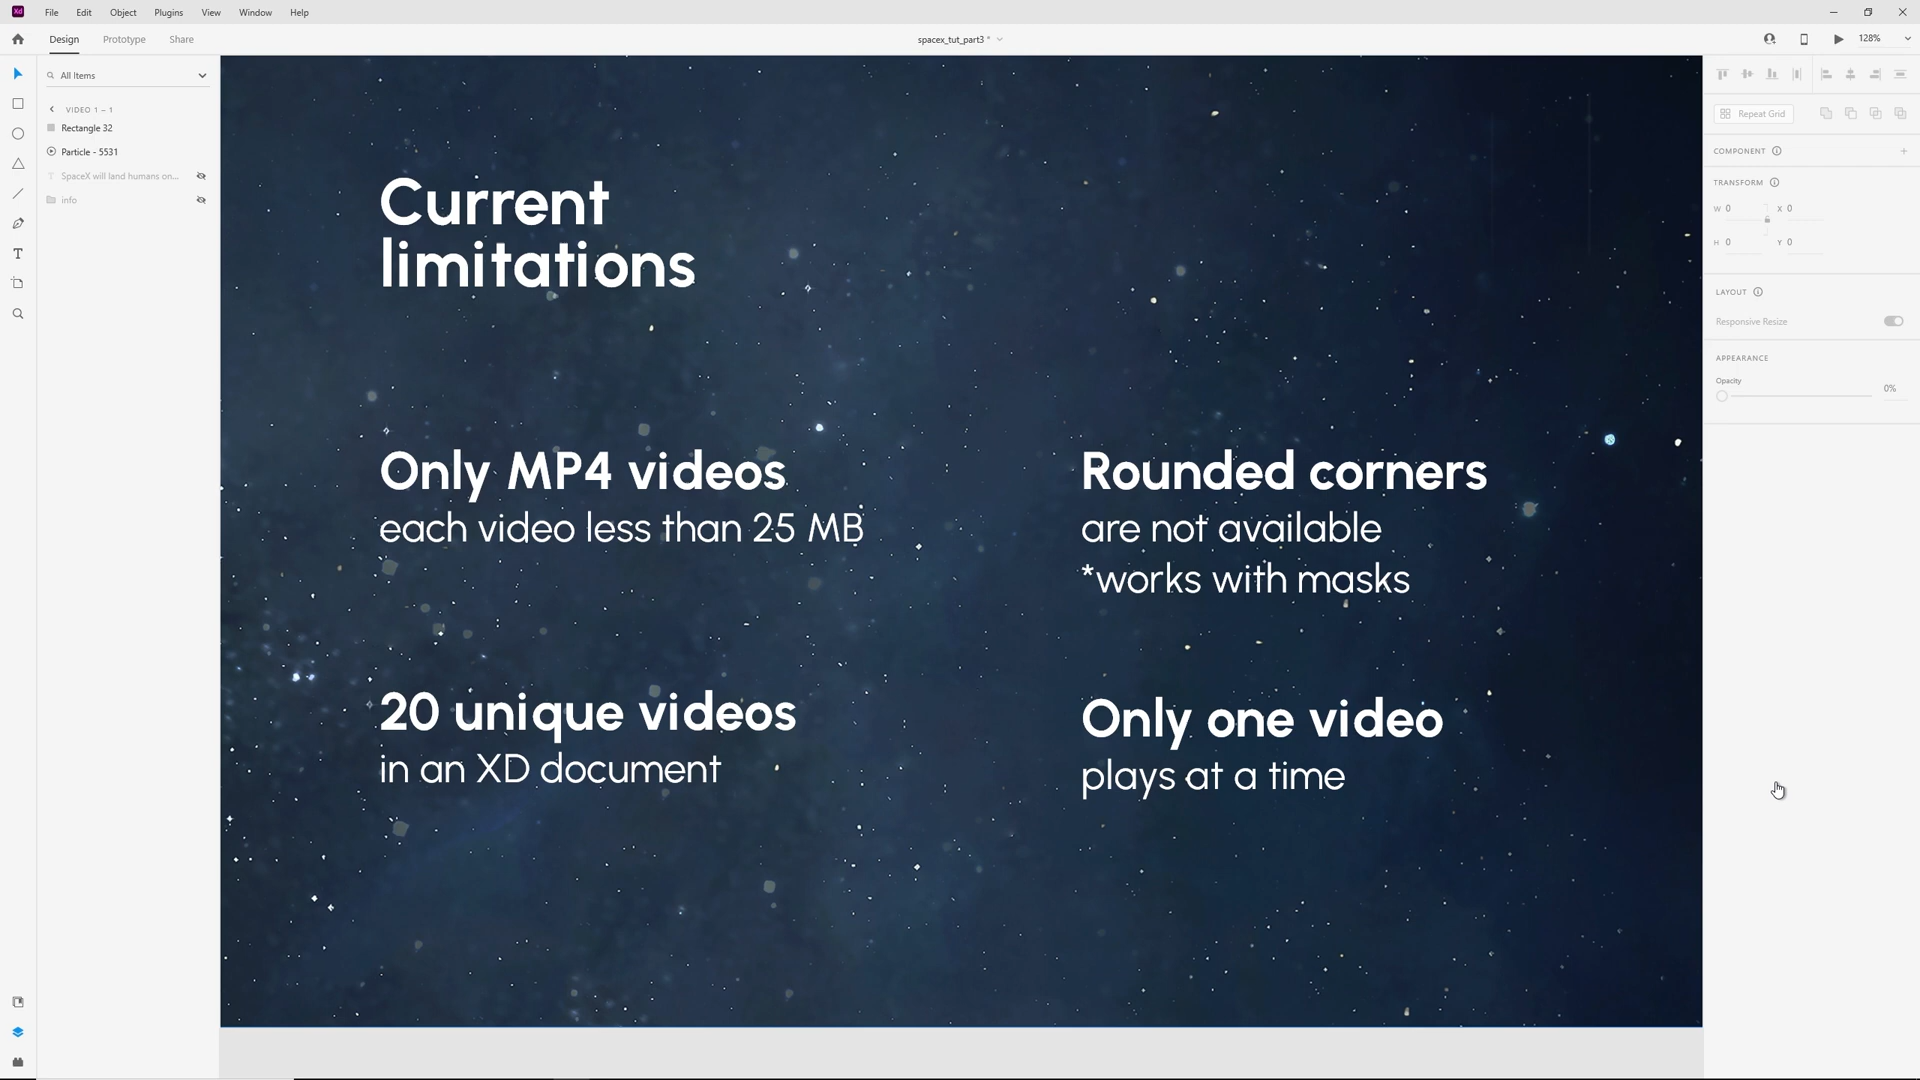 Xd File Edit Object Plugins View Window Help
Design Prototype Share
spacex_tut_part3 *
128%
All Items
VIDEO 1 – 1
Rectangle 32
Particle - 5531
SpaceX will land humans on...
info
Current
limitations
Only MP4 videos
each video less than 25 MB
20 unique videos
in an XD document
Rounded corners
are not available
*works with masks
Only one video
plays at a time
Repeat Grid
COMPONENT
TRANSFORM
W 0 X 0
H 0 Y 0
LAYOUT
Responsive Resize
APPEARANCE
Opacity
0%